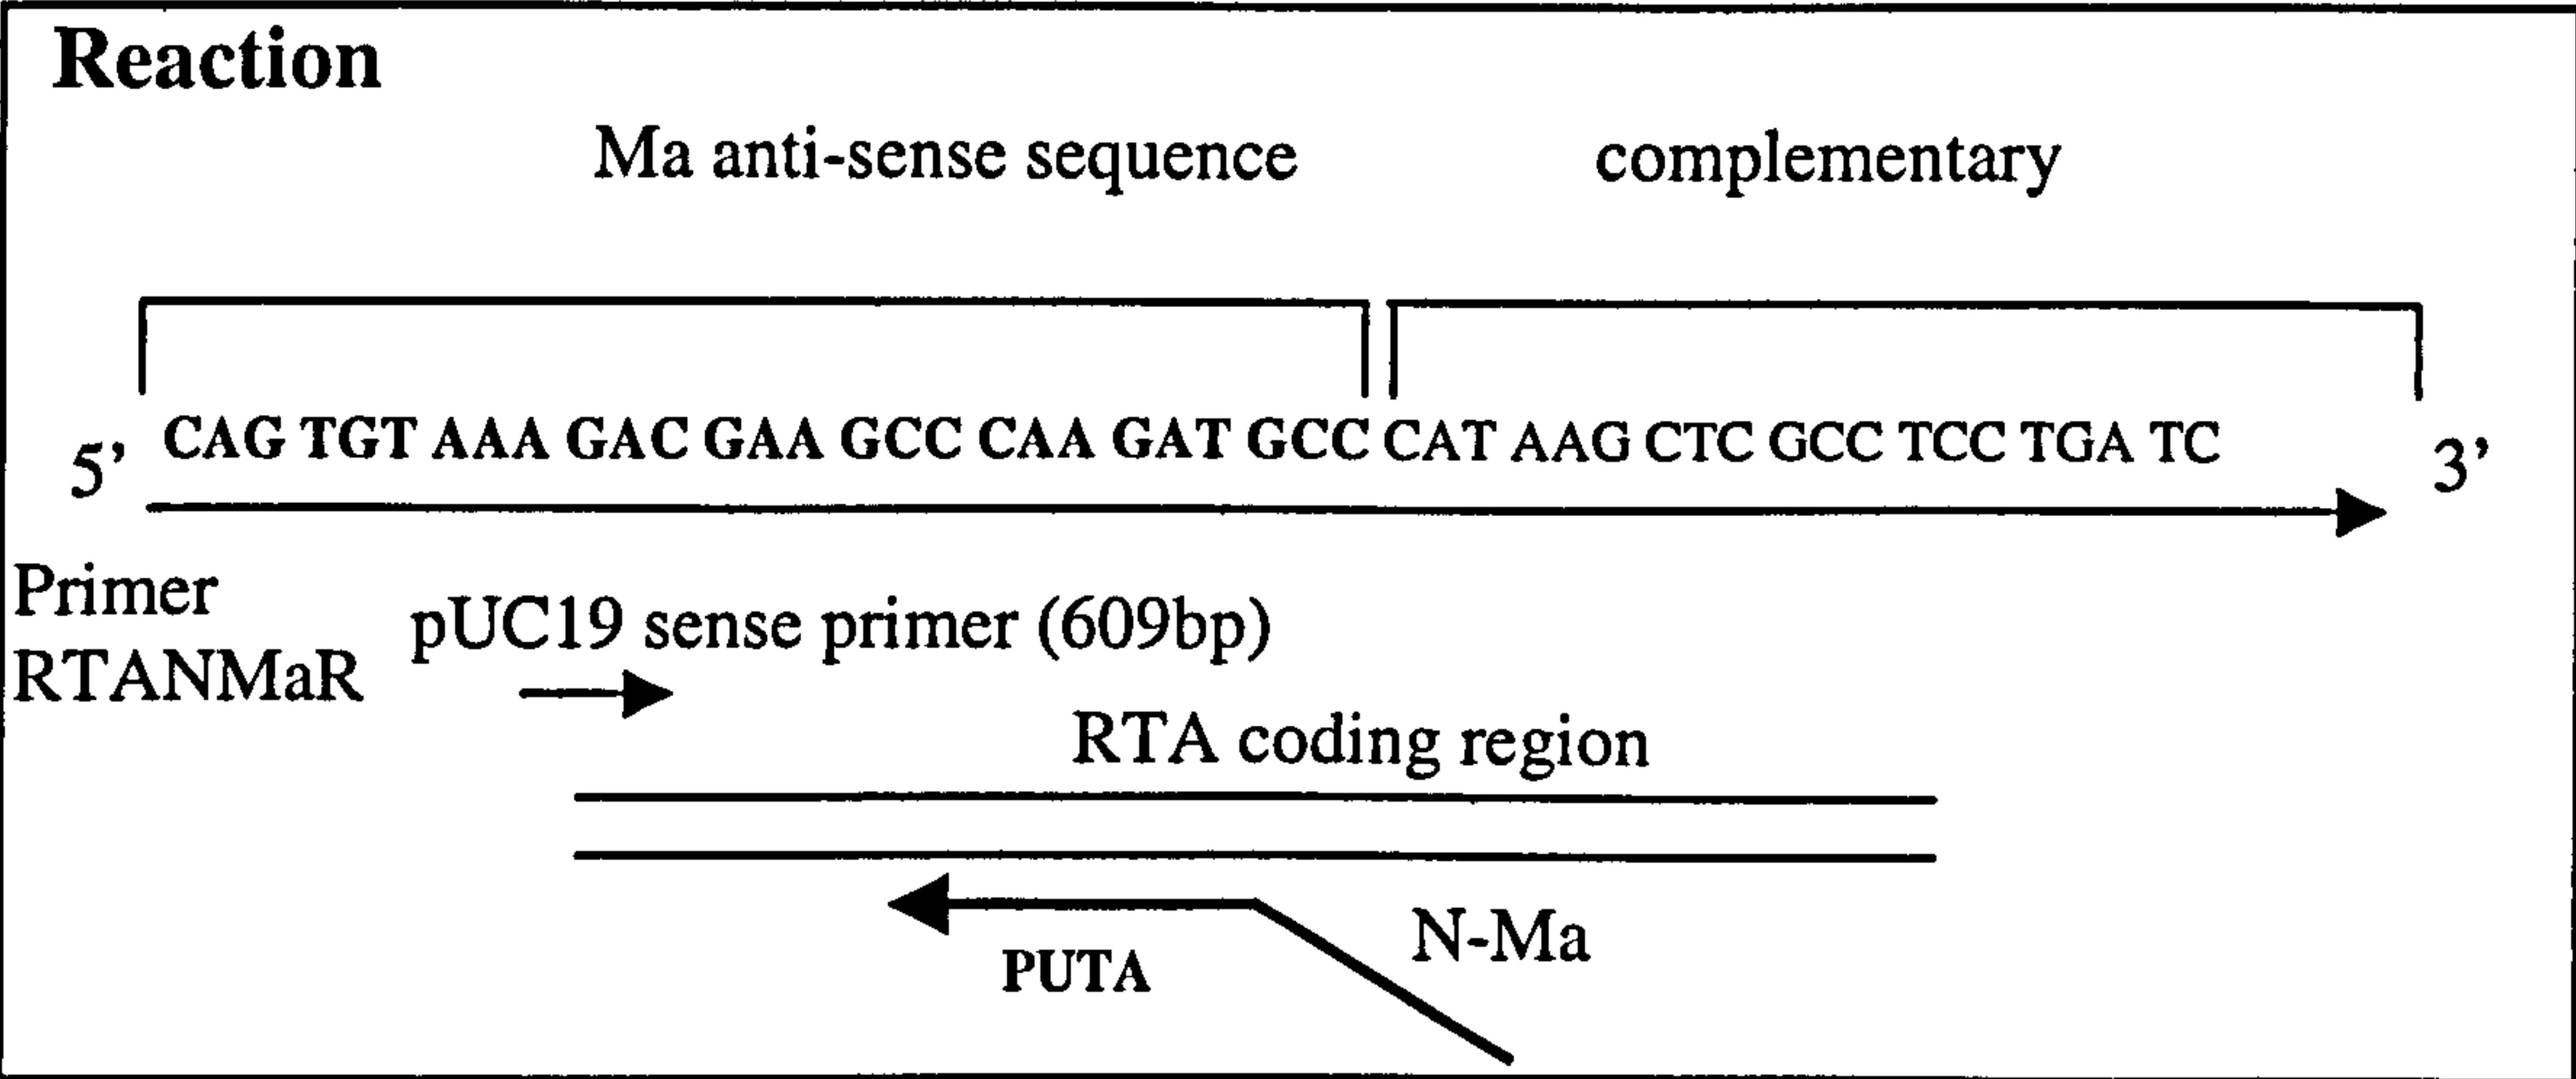 Reaction
Ma anti-sense sequence complementary
5’ CAG TGT AAA GAC GAA GCC CAA GAT GCC CAT AAG CTC GCC TCC TGA TC 3’
Primer
RTANMaR
pUC19 sense primer (609bp)
RTA coding region
N-Ma
PUTA